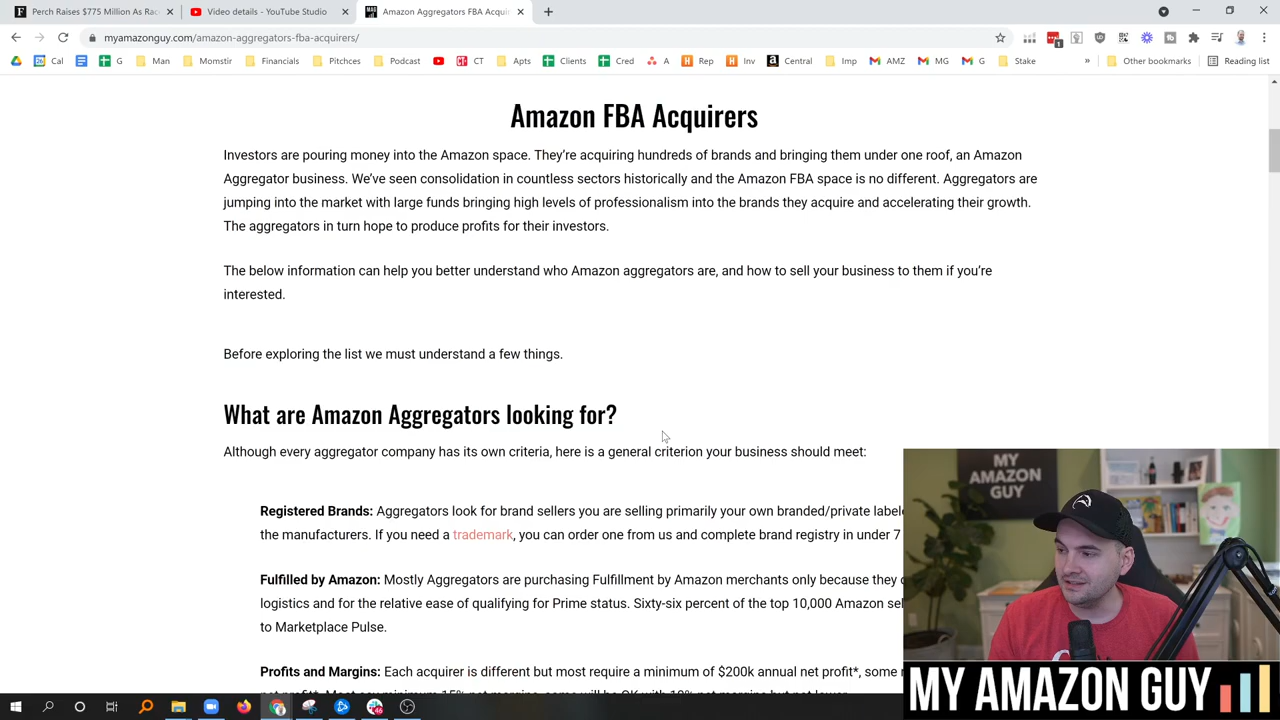 Perch Raises $775 Million As Rac
Video details - YouTube Studio
Amazon Aggregators FBA Acqui
myamazonguy.com/amazon-aggregators-fba-acquirers/
Cal G Man Momstir Financials Pitchces Podcast CT Apts Clients Cred A Rep Inv Central Imp AMZ MG G Stake » Other bookmarks Reading list
Amazon FBA Acquirers
Investors are pouring money into the Amazon space. They're acquiring hundreds of brands and bringing them under one roof, an Amazon
Aggregator business. We've seen consolidation in countless sectors historically and the Amazon FBA space is no different. Aggregators are
jumping into the market with large funds bringing high levels of professionalism into the brands they acquire and accelerating their growth.
The aggregators in turn hope to produce profits for their investors.
The below information can help you better understand who Amazon aggregators are, and how to sell your business to them if you're
interested.
Before exploring the list we must understand a few things.
What are Amazon Aggregators looking for?
Although every aggregator company has its own criteria, here is a general criterion your business should meet:
Registered Brands: Aggregators look for brand sellers you are selling primarily your own branded/private labele
the manufacturers. If you need a trademark, you can order one from us and complete brand registry in under 7
Fulfilled by Amazon: Mostly Aggregators are purchasing Fulfillment by Amazon merchants only because they
logistics and for the relative ease of qualifying for Prime status. Sixty-six percent of the top 10,000 Amazon sel
to Marketplace Pulse.
Profits and Margins: Each acquirer is different but most require a minimum of $200k annual net profit*, some
MY
AMAZON
GUY
MY AMAZON GUY